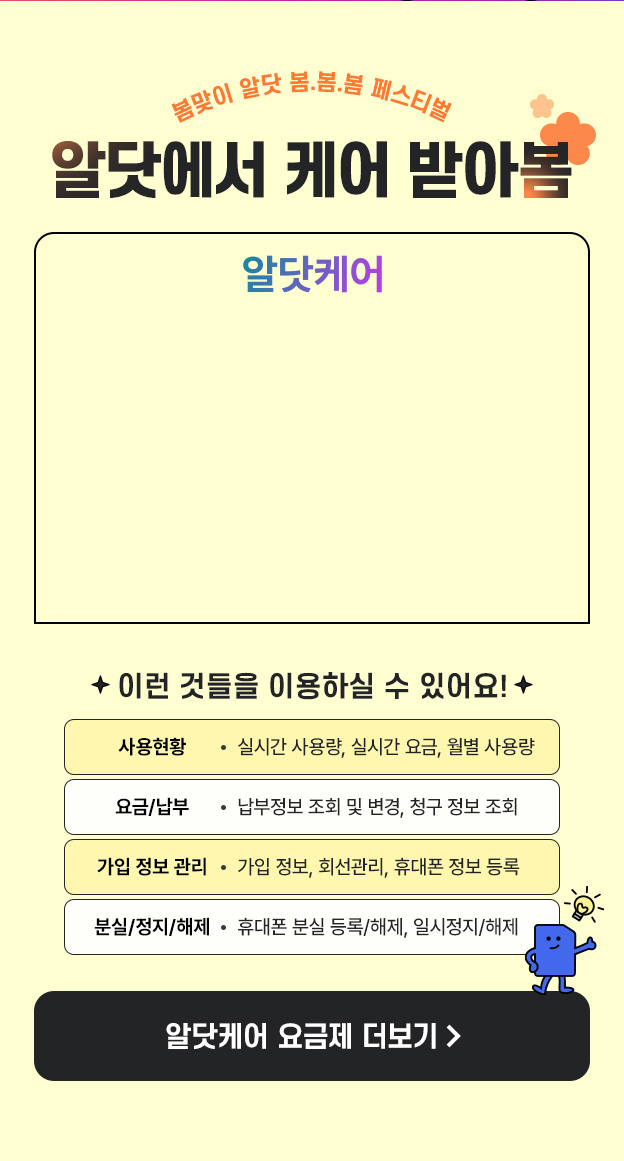 봄맞이 알닷 봄.봄.봄 페스티벌
알닷에서 케어 받아봄
알닷케어
이런 것들을 이용하실 수 있어요!
사용현황 • 실시간 사용량, 실시간 요금, 월별 사용량
요금/납부 • 납부정보 조회 및 변경, 청구 정보 조회
가입 정보 관리 • 가입 정보, 회선관리, 휴대폰 정보 등록
분실/정지/해제 • 휴대폰 분실 등록/해제, 일시정지/해제
알닷케어 요금제 더보기 >